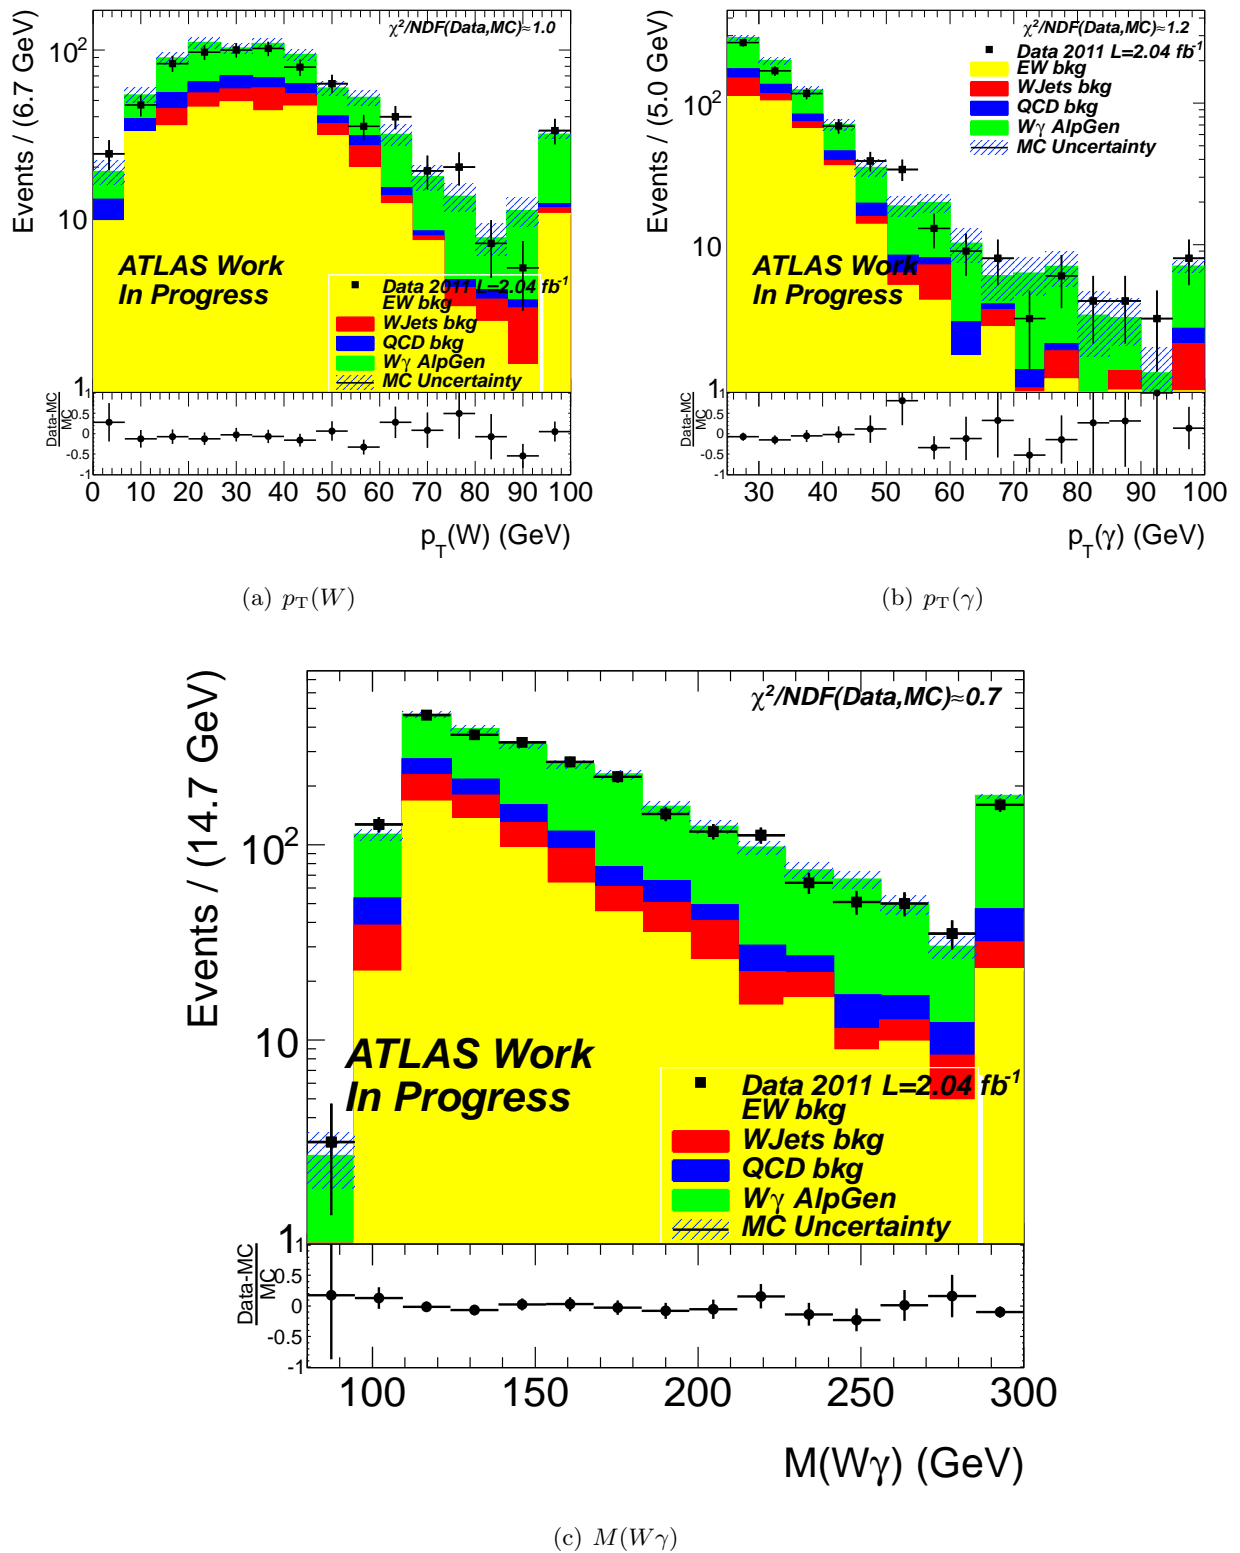 χ²/NDF(Data,MC)≈1.0
Events / (6.7 GeV)
10²
10
1
ATLAS Work
In Progress
Data 2011 L=2.04 fb⁻¹
EW bkg
WJets bkg
QCD bkg
Wγ AlpGen
MC Uncertainty
Data-MC
MC
1
0.5
0
-0.5
-1
0 10 20 30 40 50 60 70 80 90 100
p_T(W) (GeV)
(a) p_T(W)
χ²/NDF(Data,MC)≈1.2
Events / (5.0 GeV)
10²
10
1
Data 2011 L=2.04 fb⁻¹
EW bkg
WJets bkg
QCD bkg
Wγ AlpGen
MC Uncertainty
ATLAS Work
In Progress
Data-MC
MC
1
0.5
0
-0.5
-1
30 40 50 60 70 80 90 100
p_T(γ) (GeV)
(b) p_T(γ)
χ²/NDF(Data,MC)≈0.7
Events / (14.7 GeV)
10²
10
1
ATLAS Work
In Progress
Data 2011 L=2.04 fb⁻¹
EW bkg
WJets bkg
QCD bkg
Wγ AlpGen
MC Uncertainty
Data-MC
MC
1
0.5
0
-0.5
-1
100 150 200 250 300
M(Wγ) (GeV)
(c) M(Wγ)